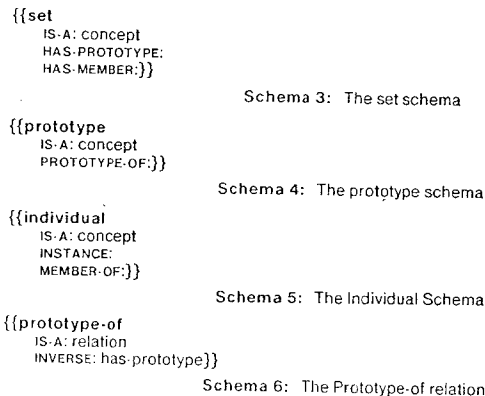 {{set
IS-A: concept
HAS-PROTOTYPE:
HAS-MEMBER:}}
Schema 3: The set schema
{{prototype
IS-A: concept
PROTOTYPE-OF:}}
Schema 4: The prototype schema
{{individual
IS-A: concept
INSTANCE:
MEMBER-OF:}}
Schema 5: The Individual Schema
{{prototype-of
IS-A: relation
INVERSE: has-prototype}}
Schema 6: The Prototype-of relation